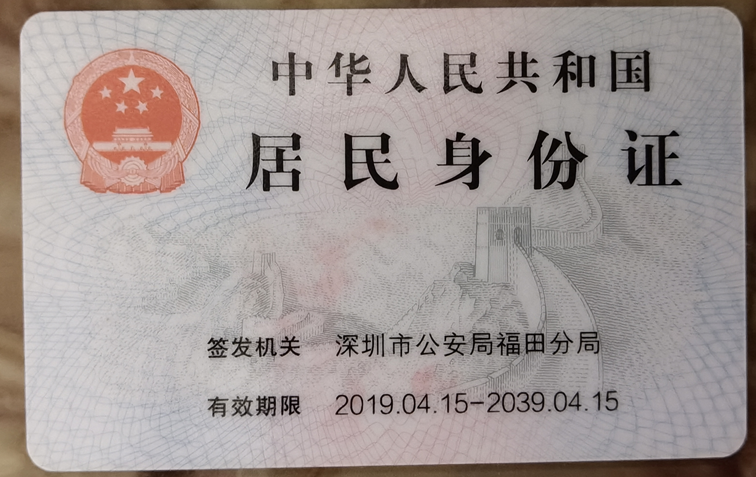 中华人民共和国
居民身份证
签发机关 深圳市公安局福田分局
有效期限 2019.04.15-2039.04.15